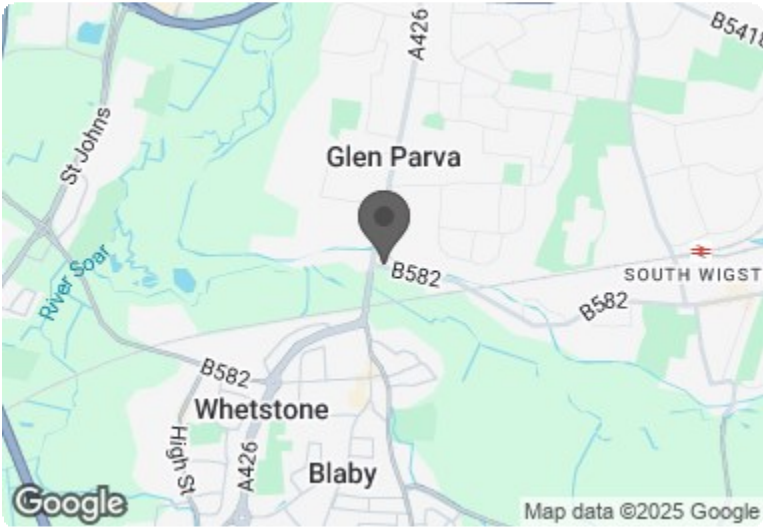 B5418
A426
St Johns
Glen Parva
River Soar
B582
SOUTH WIGST
B582
B582
Whetstone
High St
A426
Blaby
Google
Map data ©2025 Google